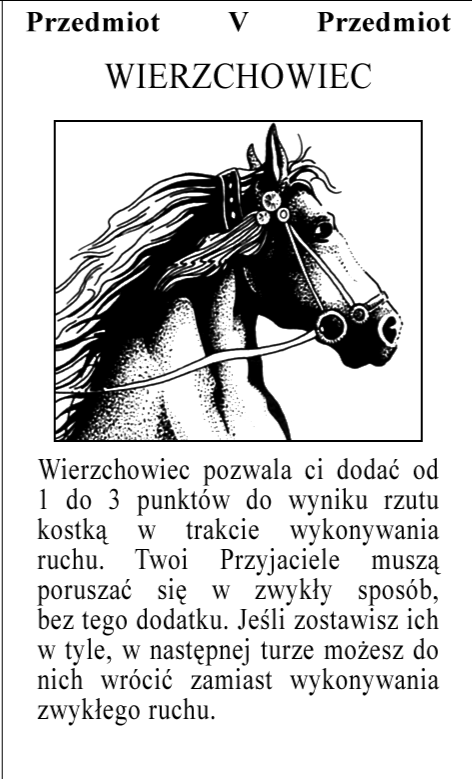 Przedmiot V Przedmiot
WIERZCHOWIEC
Wierzchowiec pozwala ci dodać od
1 do 3 punktów do wyniku rzutu
kostką w trakcie wykonywania
ruchu. Twoi Przyjaciele muszą
poruszać się w zwykły sposób,
bez tego dodatku. Jeśli zostawisz ich
w tyle, w następnej turze możesz do
nich wrócić zamiast wykonywania
zwykłego ruchu.